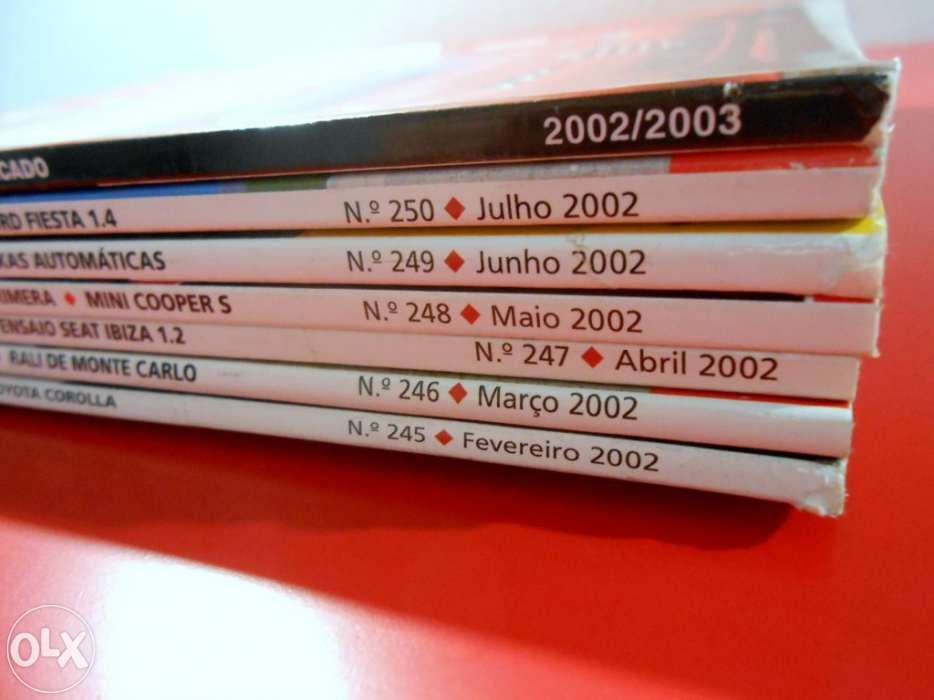 CADO 2002/2003
RD FIESTA 1.4 N.º 250 ♦ Julho 2002
XAS AUTOMÁTICAS N.º 249 ♦ Junho 2002
RIMERA ♦ MINI COOPER S N.º 248 ♦ Maio 2002
ENSAIO SEAT IBIZA 1.2 N.º 247 ♦ Abril 2002
RALI DE MONTE CARLO N.º 246 ♦ Março 2002
OYOTA COROLLA N.º 245 ♦ Fevereiro 2002
OLX